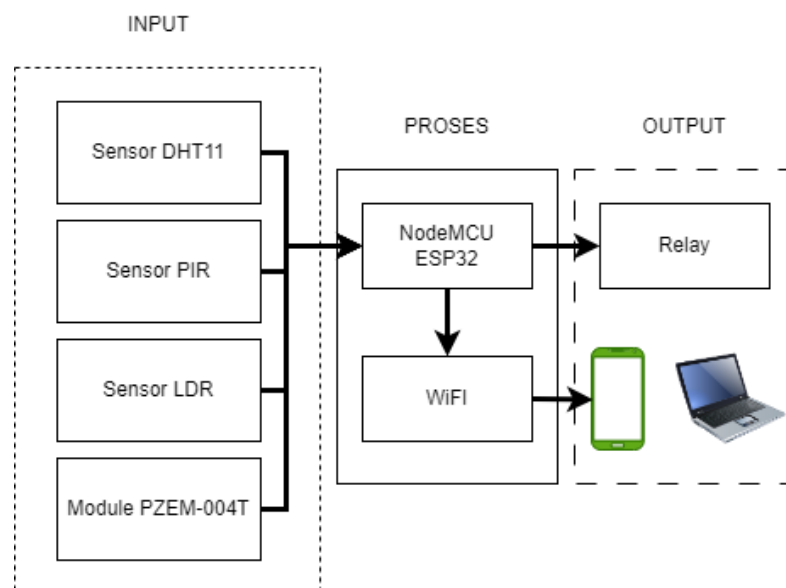 INPUT
Sensor DHT11
Sensor PIR
Sensor LDR
Module PZEM-004T
PROSES
NodeMCU
ESP32
WiFI
OUTPUT
Relay